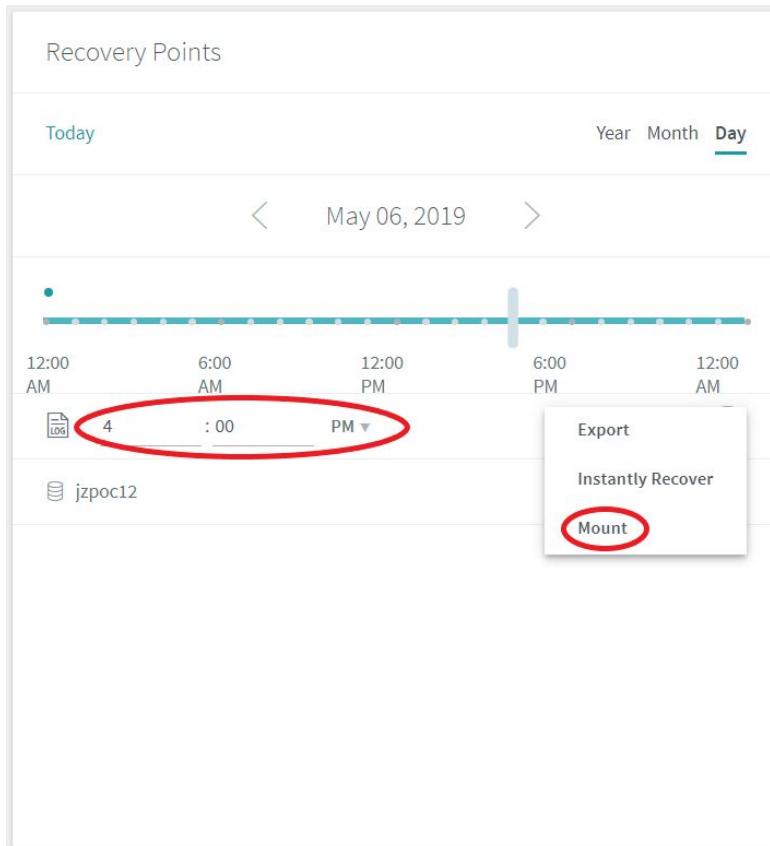 Recovery Points
Today Year Month Day
May 06, 2019
12:00 AM 6:00 AM 12:00 PM 6:00 PM 12:00 AM
LOG 4 : 00 PM
Export
jzpoc12
Instantly Recover
Mount